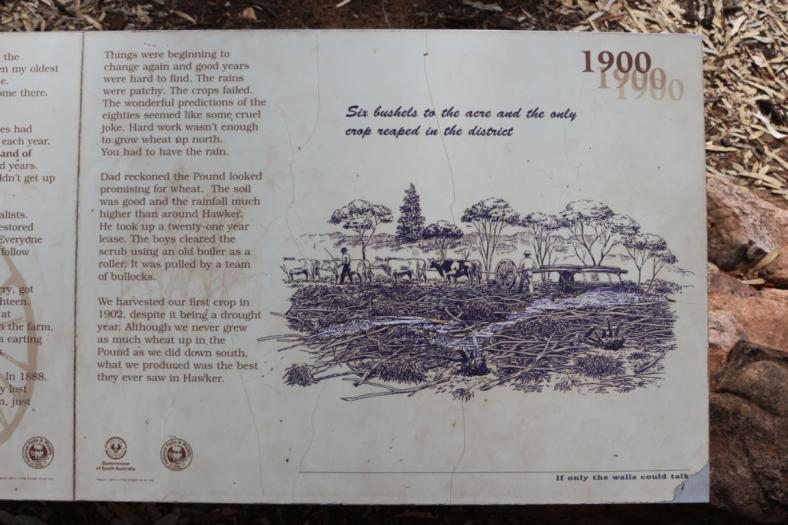 the
en my oldest
e.
ome there.
es had
each year.
and of
d years.
ldn't get up
alists.
estored
Everyone
follow
rry, got
hteen.
at
n the farm.
a carting
In 1888,
y lost
n, just
Things were beginning to
change again and good years
were hard to find. The rains
were patchy. The crops failed.
The wonderful predictions of the
eighties seemed like some cruel
joke. Hard work wasn't enough
to grow wheat up north.
You had to have the rain.
Dad reckoned the Pound looked
promising for wheat. The soil
was good and the rainfall much
higher than around Hawker.
He took up a twenty-one year
lease. The boys cleared the
scrub using an old boiler as a
roller. It was pulled by a team
of bullocks.
We harvested our first crop in
1902, despite it being a drought
year. Although we never grew
as much wheat up in the
Pound as we did down south,
what we produced was the best
they ever saw in Hawker.
Government
of South Australia
1900
1900
1900
Six bushels to the acre and the only
crop reaped in the district
If only the walls could talk